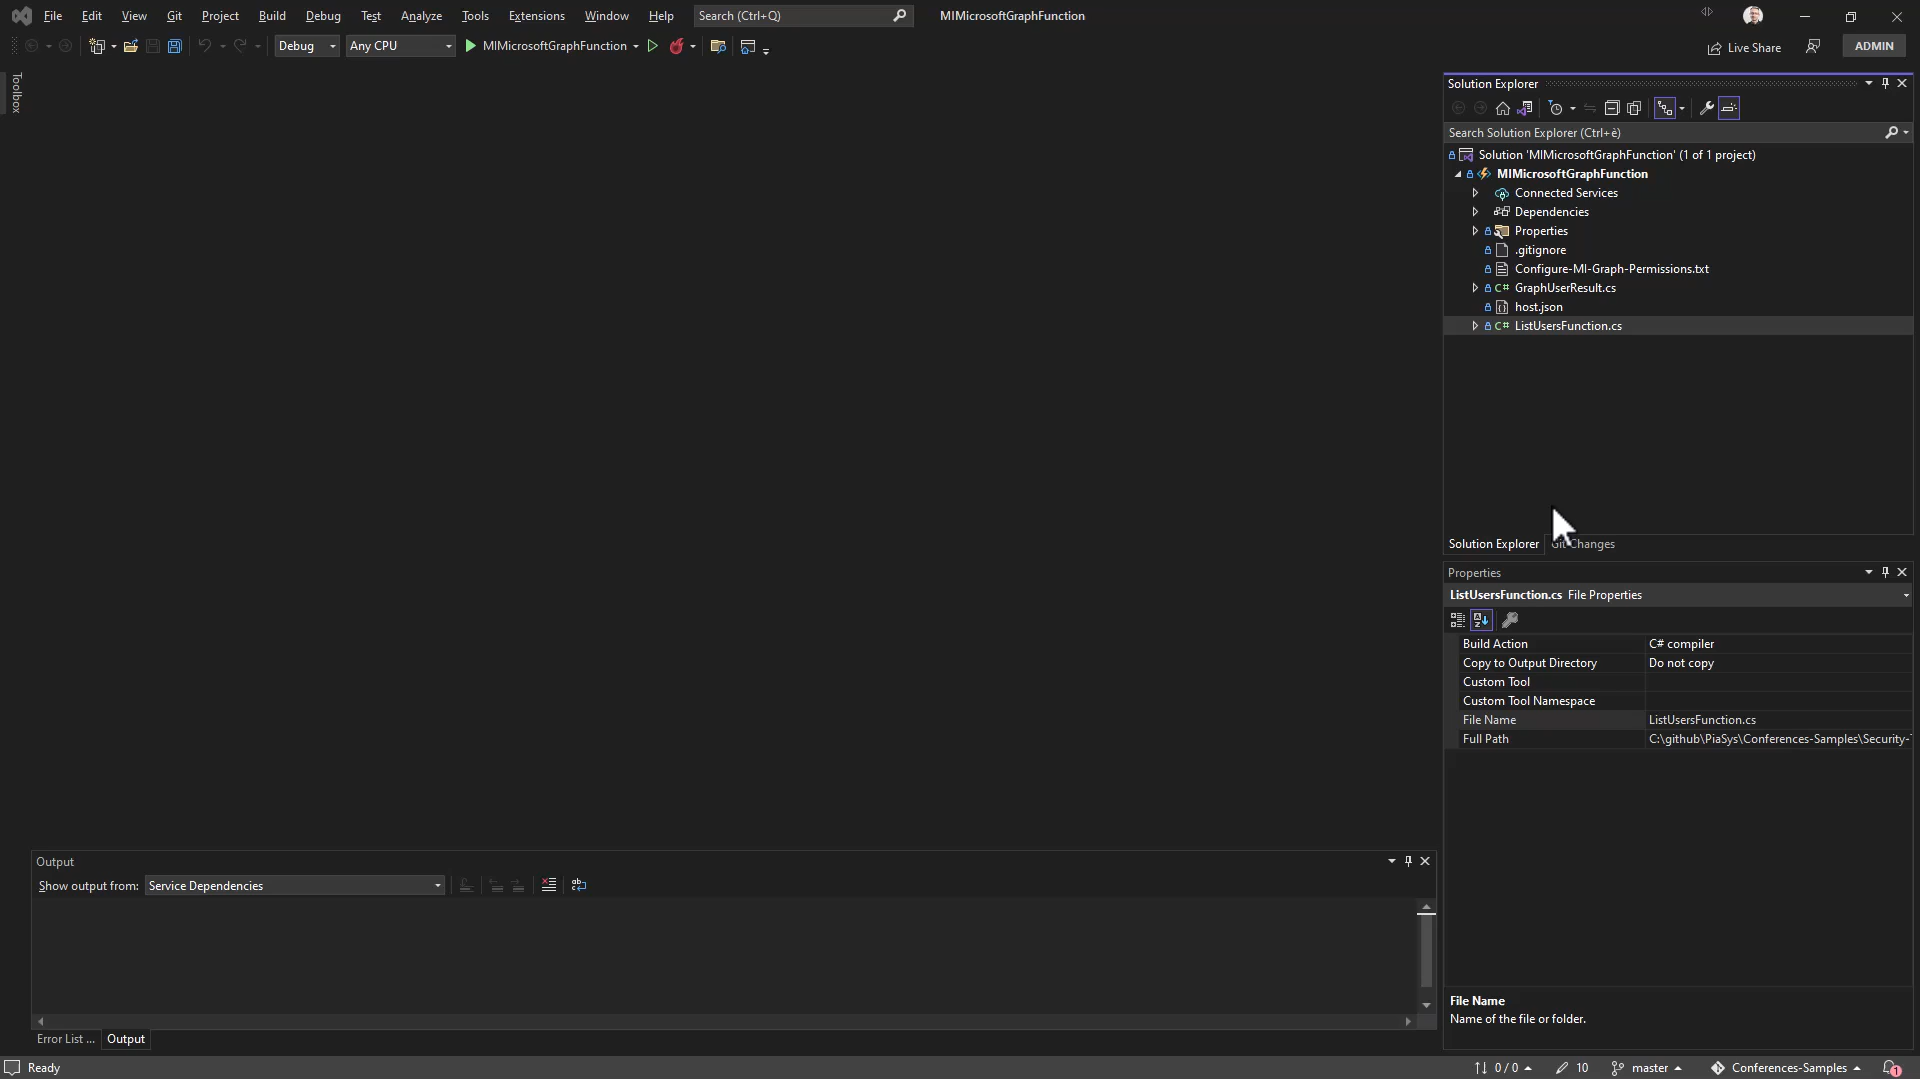 File Edit View Git Project Build Debug Test Analyze Tools Extensions Window Help Search (Ctrl+Q) MIMicrosoftGraphFunction
Debug Any CPU MIMicrosoftGraphFunction Live Share ADMIN
Toolbox
Solution Explorer
Search Solution Explorer (Ctrl+è)
Solution 'MIMicrosoftGraphFunction' (1 of 1 project)
MIMicrosoftGraphFunction
Connected Services
Dependencies
Properties
.gitignore
Configure-MI-Graph-Permissions.txt
GraphUserResult.cs
host.json
ListUsersFunction.cs
Solution Explorer Git Changes
Properties
ListUsersFunction.cs File Properties
Build Action C# compiler
Copy to Output Directory Do not copy
Custom Tool
Custom Tool Namespace
File Name ListUsersFunction.cs
Full Path C:\github\PiaSys\Conferences-Samples\Security-
File Name
Name of the file or folder.
Output
Show output from: Service Dependencies
Error List ... Output
Ready 0 / 0 10 master Conferences-Samples 1